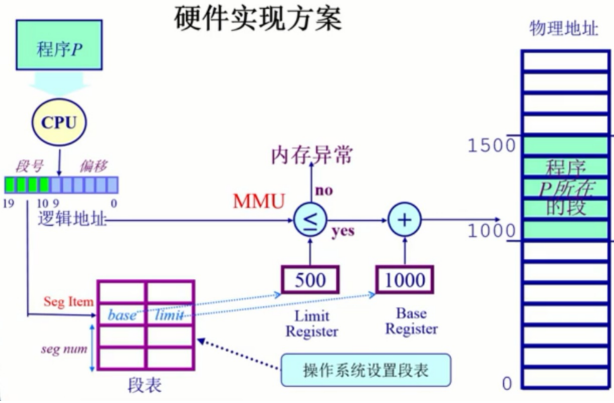 硬件实现方案
物理地址
程序P
CPU
段号 偏移
19 10 9 0
逻辑地址
MMU
内存异常
no
≤
yes
+
1500
程序
P所在
的段
1000
500
1000
Limit
Register
Base
Register
Seg Item
base
limit
seg num
段表
操作系统设置段表
0